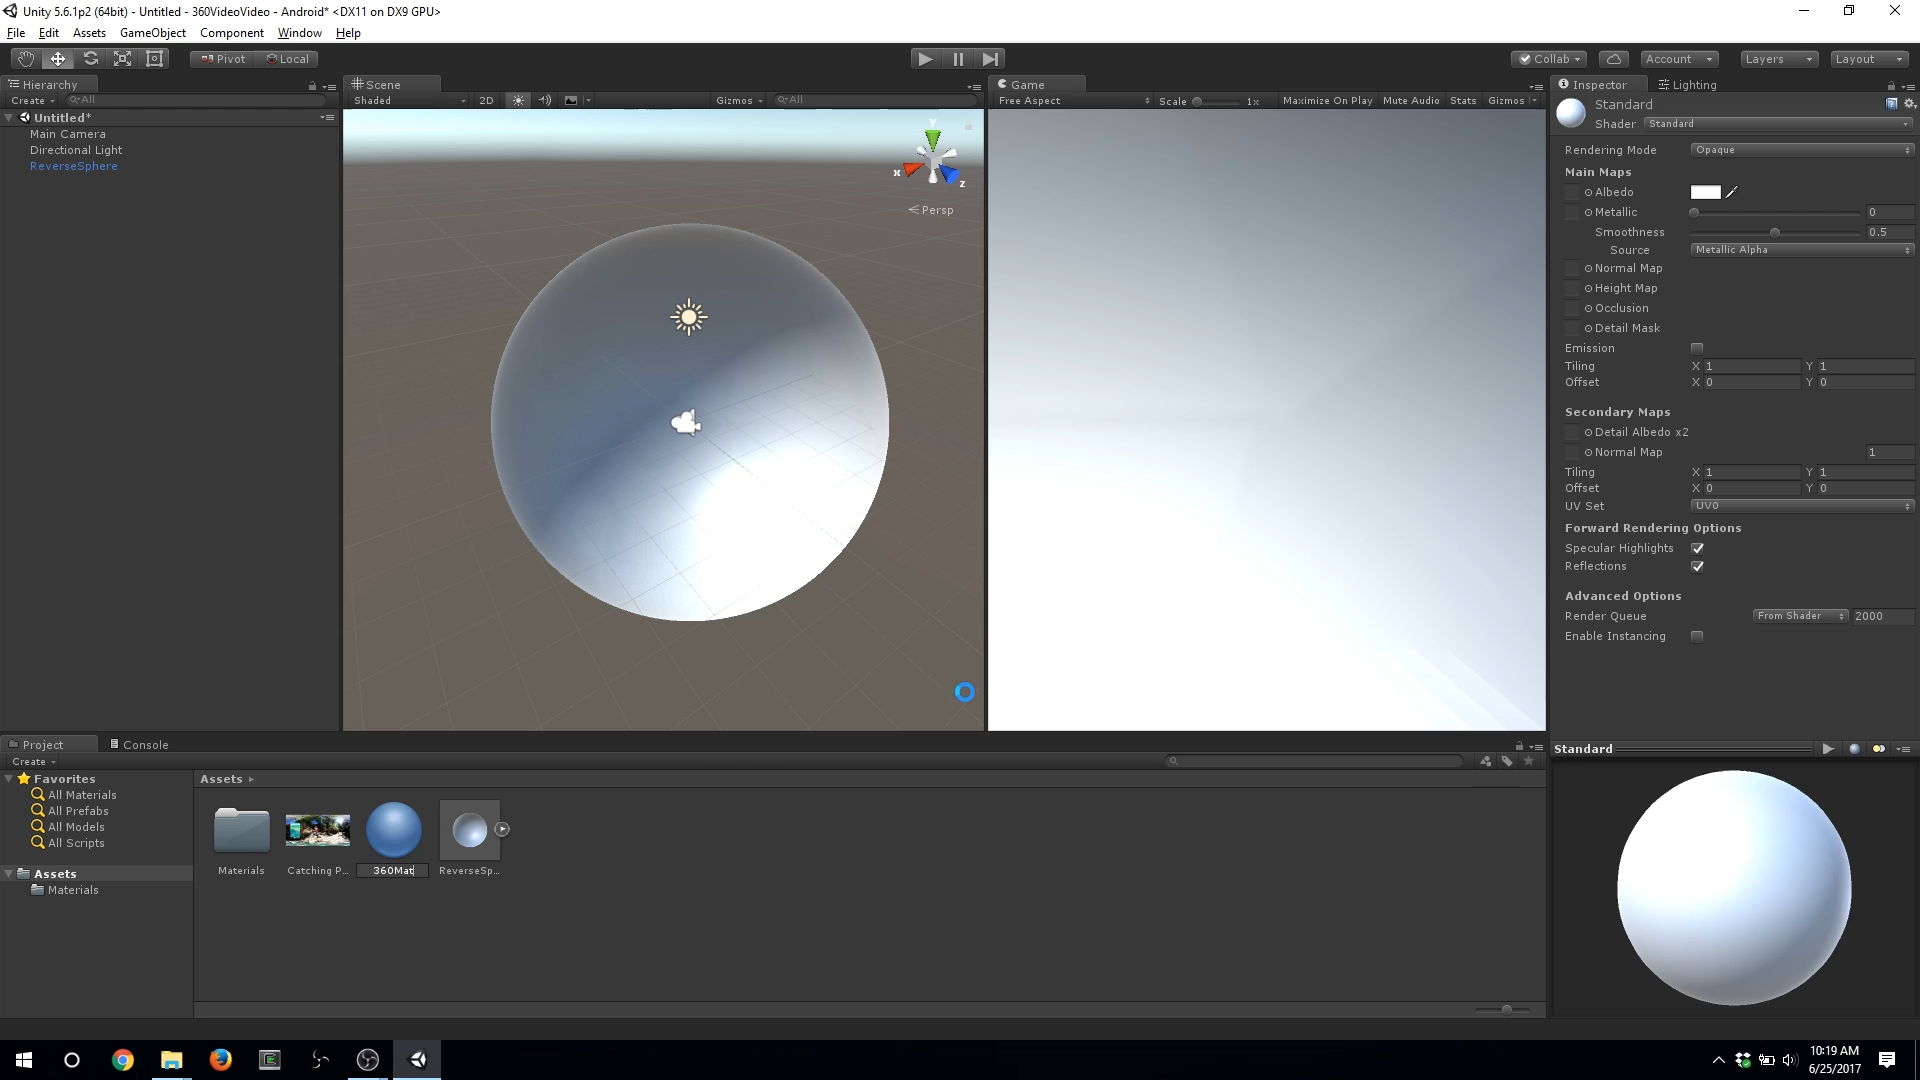 Unity 5.6.1p2 (64bit) - Untitled - 360VideoVideo - Android* <DX11 on DX9 GPU>
File Edit Assets GameObject Component Window Help
Pivot Local Collab Account Layers Layout
Hierarchy
Create All
Untitled*
Main Camera
Directional Light
ReverseSphere
Scene
Shaded 2D Gizmos All
y
x
z
Persp
Game
Free Aspect Scale 1x Maximize On Play Mute Audio Stats Gizmos
Inspector Lighting
Standard
Shader Standard
Rendering Mode Opaque
Main Maps
Albedo
Metallic 0
Smoothness 0.5
Source Metallic Alpha
Normal Map
Height Map
Occlusion
Detail Mask
Emission
Tiling X 1 Y 1
Offset X 0 Y 0
Secondary Maps
Detail Albedo x2
Normal Map 1
Tiling X 1 Y 1
Offset X 0 Y 0
UV Set UV0
Forward Rendering Options
Specular Highlights
Reflections
Advanced Options
Render Queue From Shader 2000
Enable Instancing
Standard
Project Console
Create
Favorites
All Materials
All Prefabs
All Models
All Scripts
Assets
Materials
Assets
Materials Catching P... 360Mat ReverseSp...
10:19 AM
6/25/2017